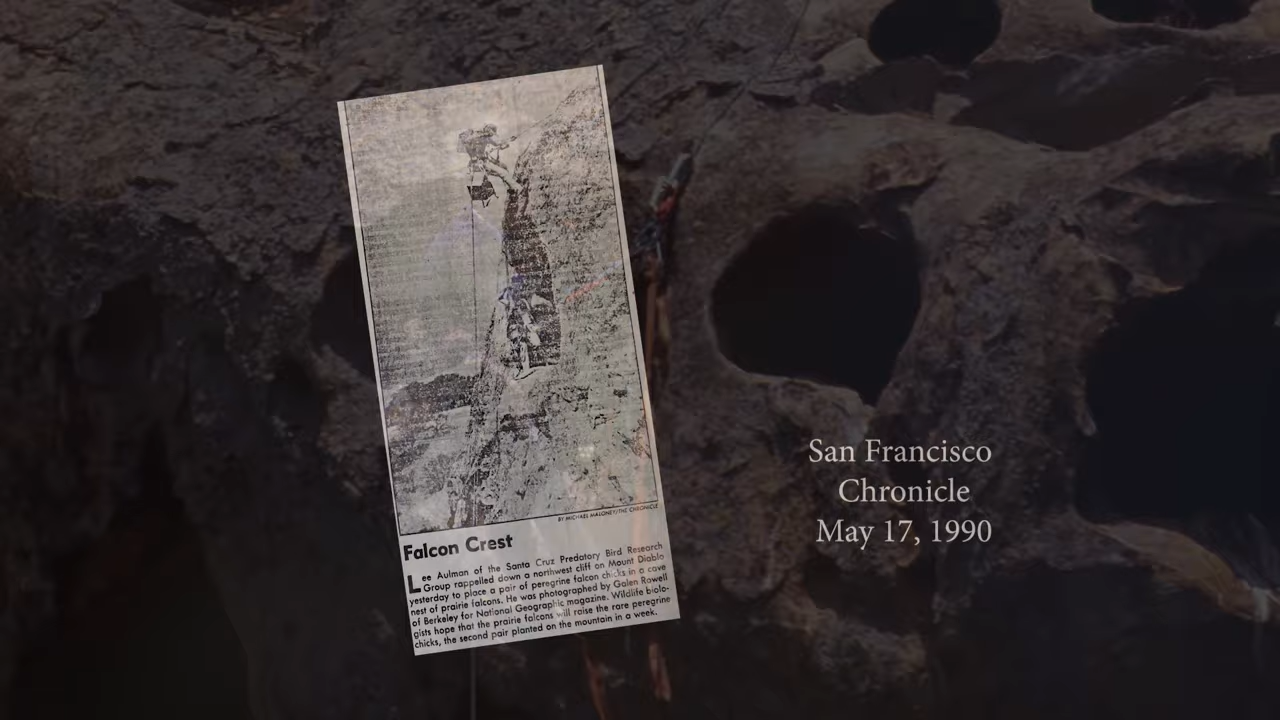 BY MICHAEL MALONEY/THE CHRONICLE
Falcon Crest
Lee Aulman of the Santa Cruz Predatory Bird Research
Group rappelled down a northwest cliff on Mount Diablo
yesterday to place a pair of peregrine falcon chicks in a cave
nest of prairie falcons. He was photographed by Galen Rowell
of Berkeley for National Geographic magazine. Wildlife biolo-
gists hope that the prairie falcons will raise the rare peregrine
chicks, the second pair planted on the mountain in a week.
San Francisco
Chronicle
May 17, 1990